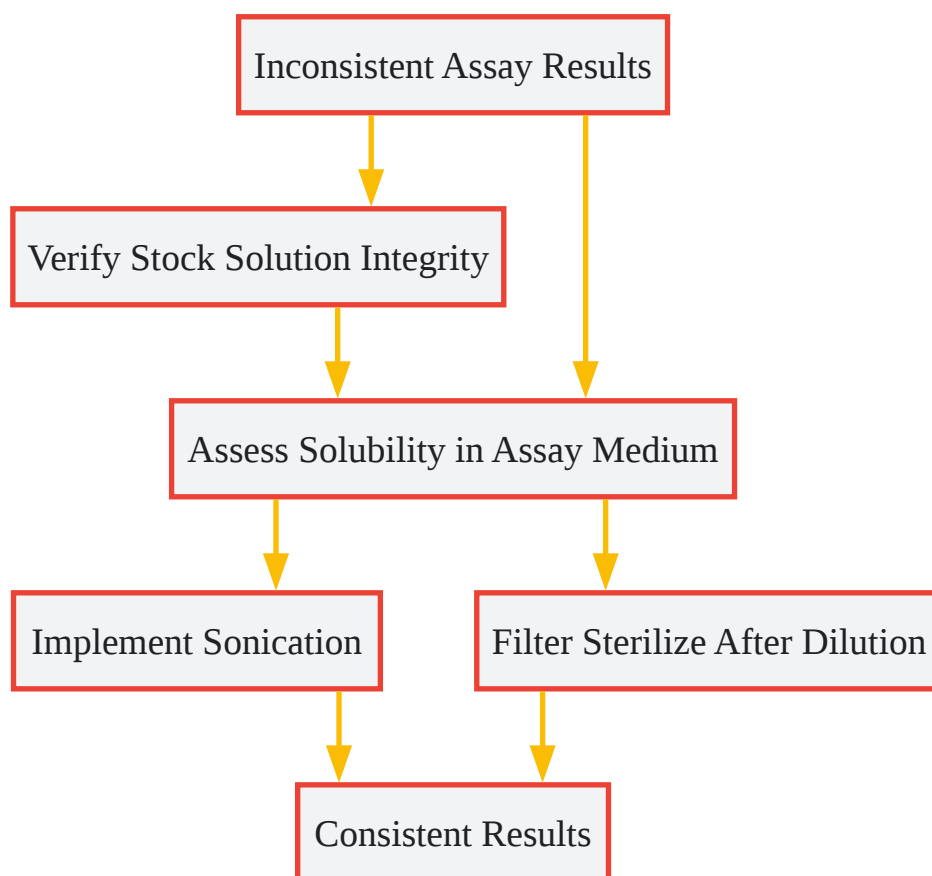 Inconsistent Assay Results
Verify Stock Solution Integrity
Assess Solubility in Assay Medium
Implement Sonication
Filter Sterilize After Dilution
Consistent Results